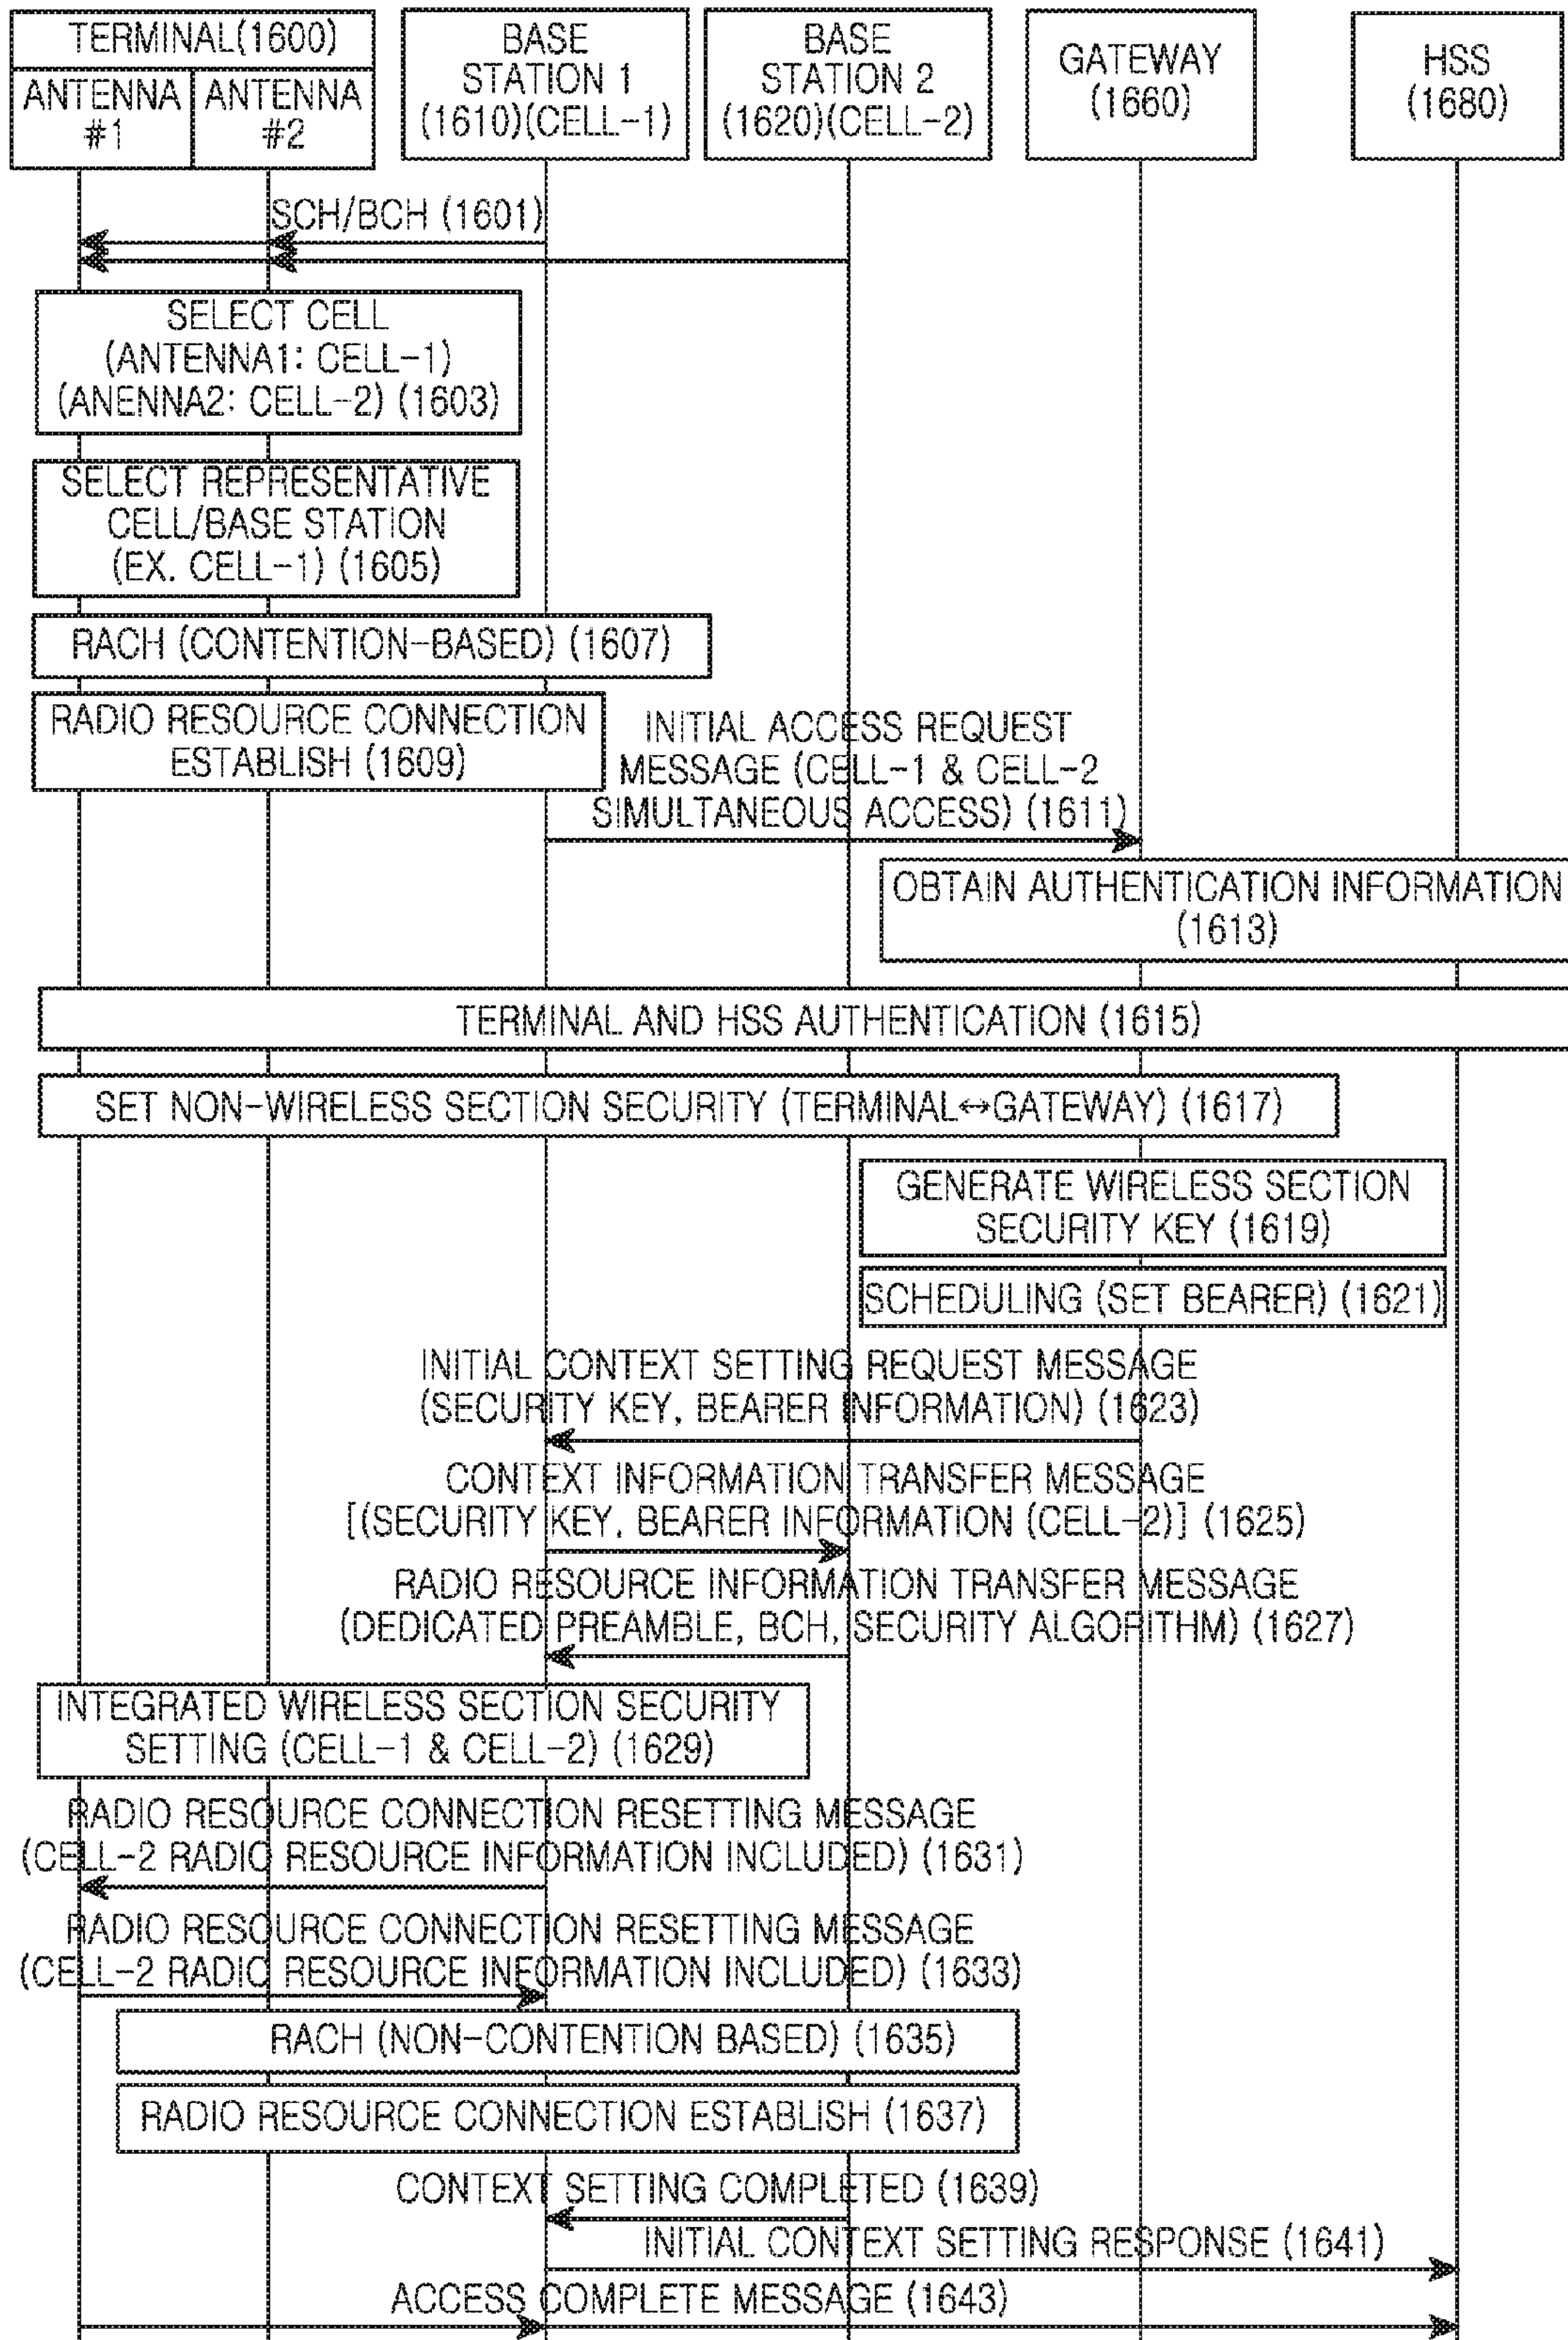 TERMINAL(1600)
ANTENNA
#1
ANTENNA
#2
BASE
STATION 1
(1610)(CELL-1)
BASE
STATION 2
(1620)(CELL-2)
GATEWAY
(1660)
HSS
(1680)
SCH/BCH (1601)
SELECT CELL
(ANTENNA1: CELL-1)
(ANENNA2: CELL-2) (1603)
SELECT REPRESENTATIVE
CELL/BASE STATION
(EX. CELL-1) (1605)
RACH (CONTENTION-BASED) (1607)
RADIO RESOURCE CONNECTION
ESTABLISH (1609)
INITIAL ACCESS REQUEST
MESSAGE (CELL-1 & CELL-2
SIMULTANEOUS ACCESS) (1611)
OBTAIN AUTHENTICATION INFORMATION
(1613)
TERMINAL AND HSS AUTHENTICATION (1615)
SET NON-WIRELESS SECTION SECURITY (TERMINAL↔GATEWAY) (1617)
GENERATE WIRELESS SECTION
SECURITY KEY (1619)
SCHEDULING (SET BEARER) (1621)
INITIAL CONTEXT SETTING REQUEST MESSAGE
(SECURITY KEY, BEARER INFORMATION) (1623)
CONTEXT INFORMATION TRANSFER MESSAGE
[(SECURITY KEY, BEARER INFORMATION (CELL-2)] (1625)
RADIO RESOURCE INFORMATION TRANSFER MESSAGE
(DEDICATED PREAMBLE, BCH, SECURITY ALGORITHM) (1627)
INTEGRATED WIRELESS SECTION SECURITY
SETTING (CELL-1 & CELL-2) (1629)
RADIO RESOURCE CONNECTION RESETTING MESSAGE
(CELL-2 RADIO RESOURCE INFORMATION INCLUDED) (1631)
RADIO RESOURCE CONNECTION RESETTING MESSAGE
(CELL-2 RADIO RESOURCE INFORMATION INCLUDED) (1633)
RACH (NON-CONTENTION BASED) (1635)
RADIO RESOURCE CONNECTION ESTABLISH (1637)
CONTEXT SETTING COMPLETED (1639)
INITIAL CONTEXT SETTING RESPONSE (1641)
ACCESS COMPLETE MESSAGE (1643)